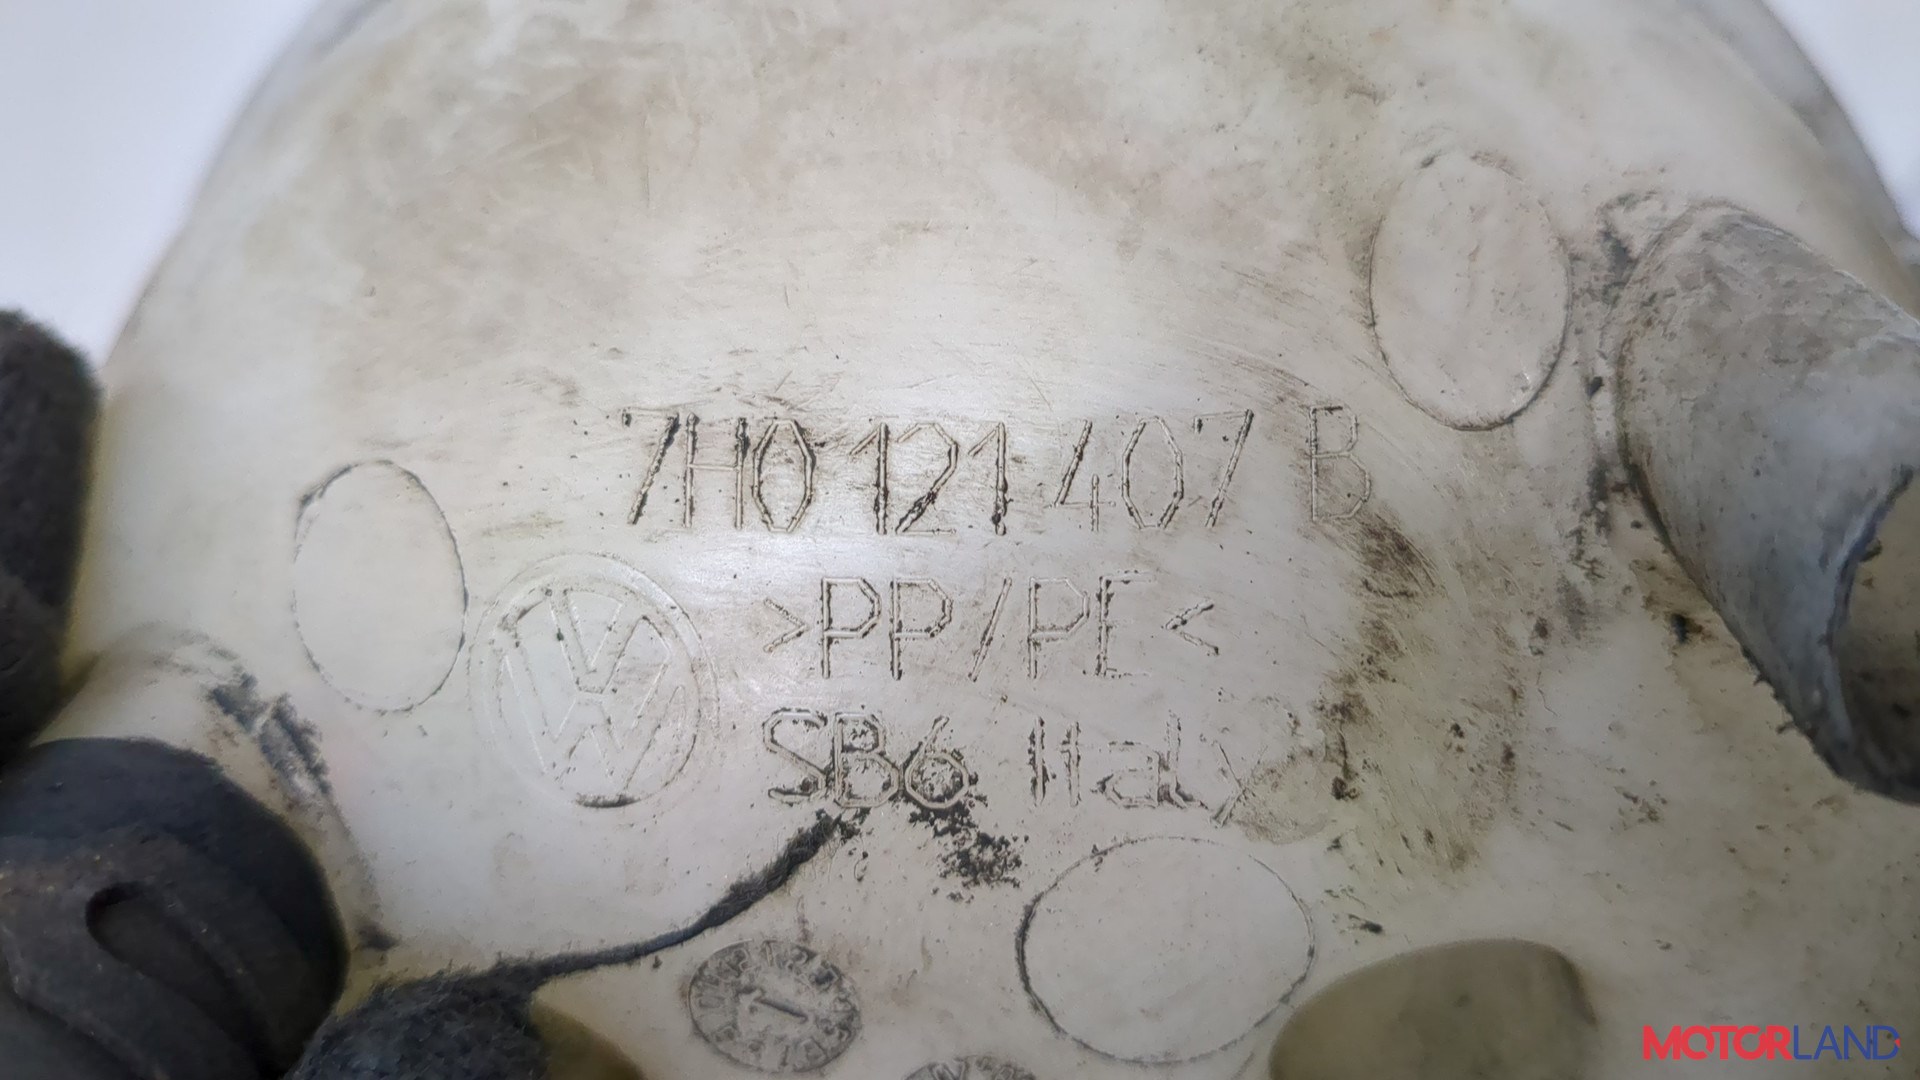 7H0 121 407 B
VW
>PP/PE<
SB6 Italy
MOTORLAND